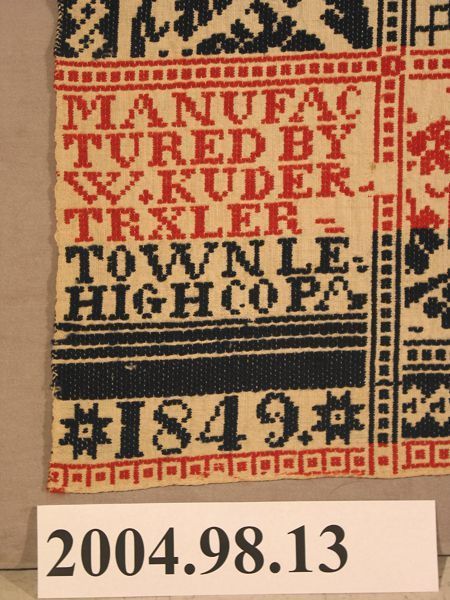 MANUFAC
TURED BY
W. KUDER.
TRXLER =
TOWN LE-
HIGH CO PA
1849.
2004.98.13